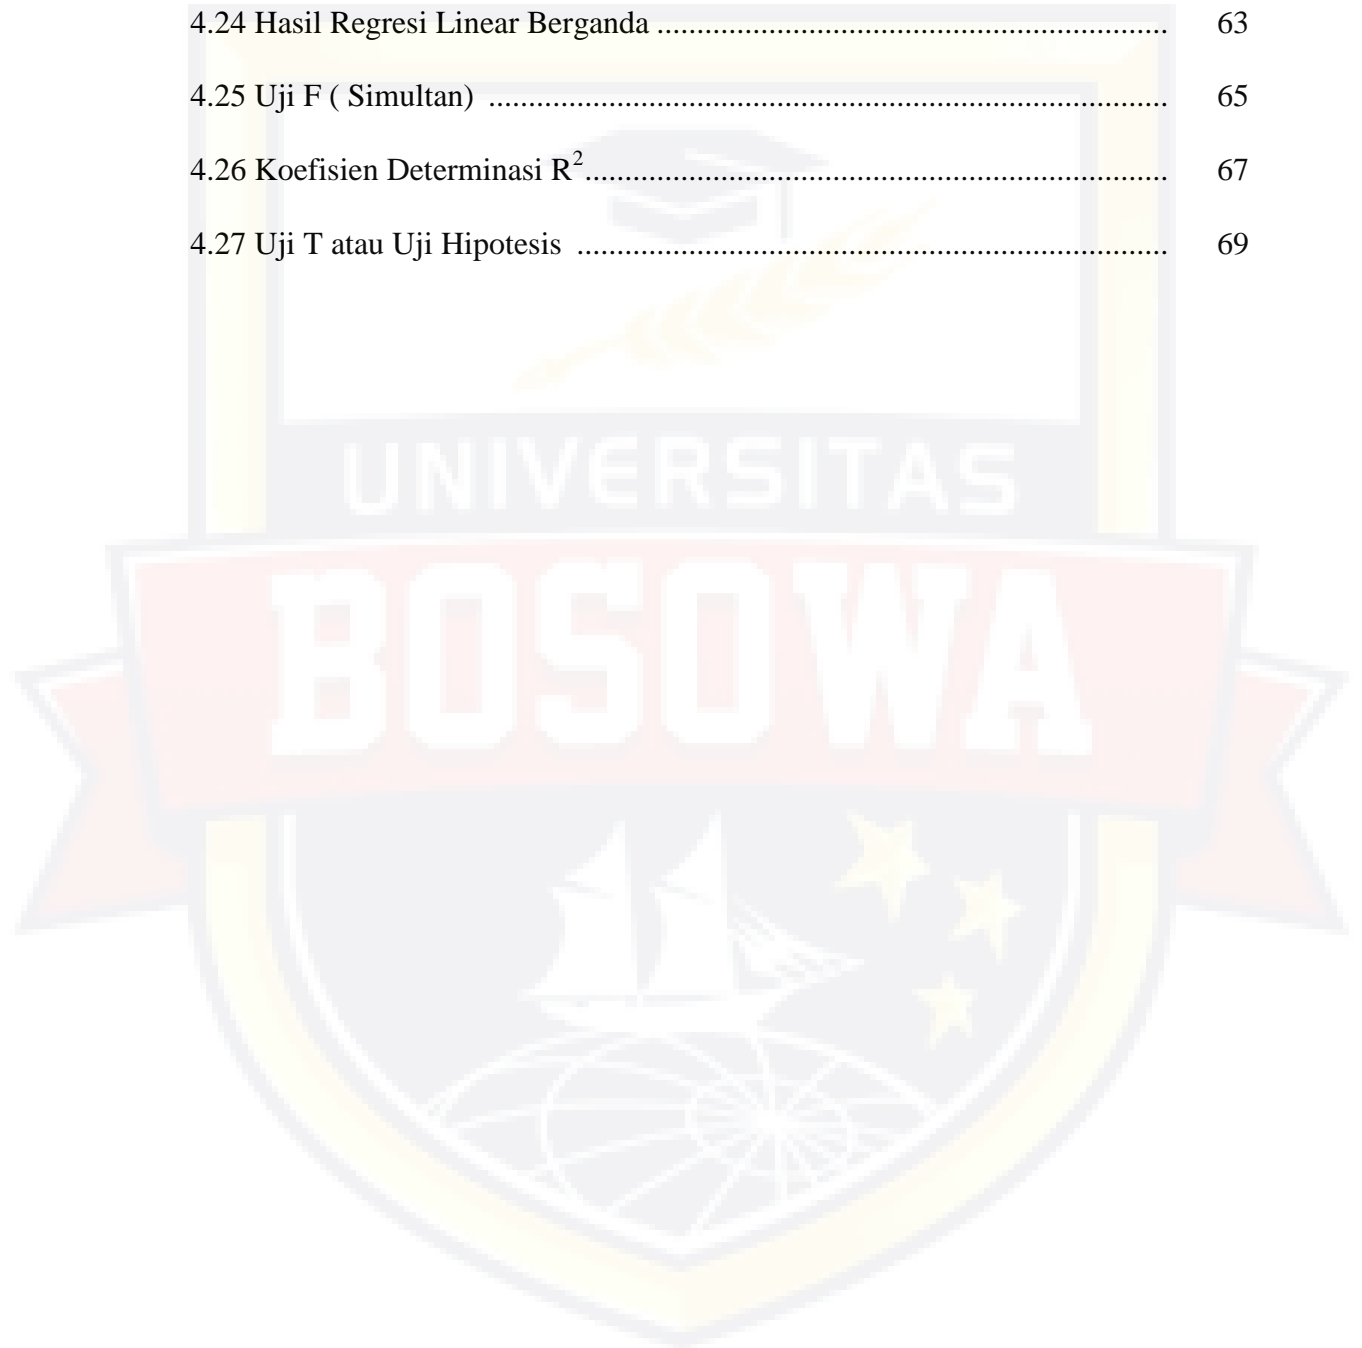 4.24 Hasil Regresi Linear Berganda ................................................................ 63
4.25 Uji F ( Simultan) ..................................................................................... 65
4.26 Koefisien Determinasi R² ......................................................................... 67
4.27 Uji T atau Uji Hipotesis .......................................................................... 69
UNIVERSITAS
BOSOWA